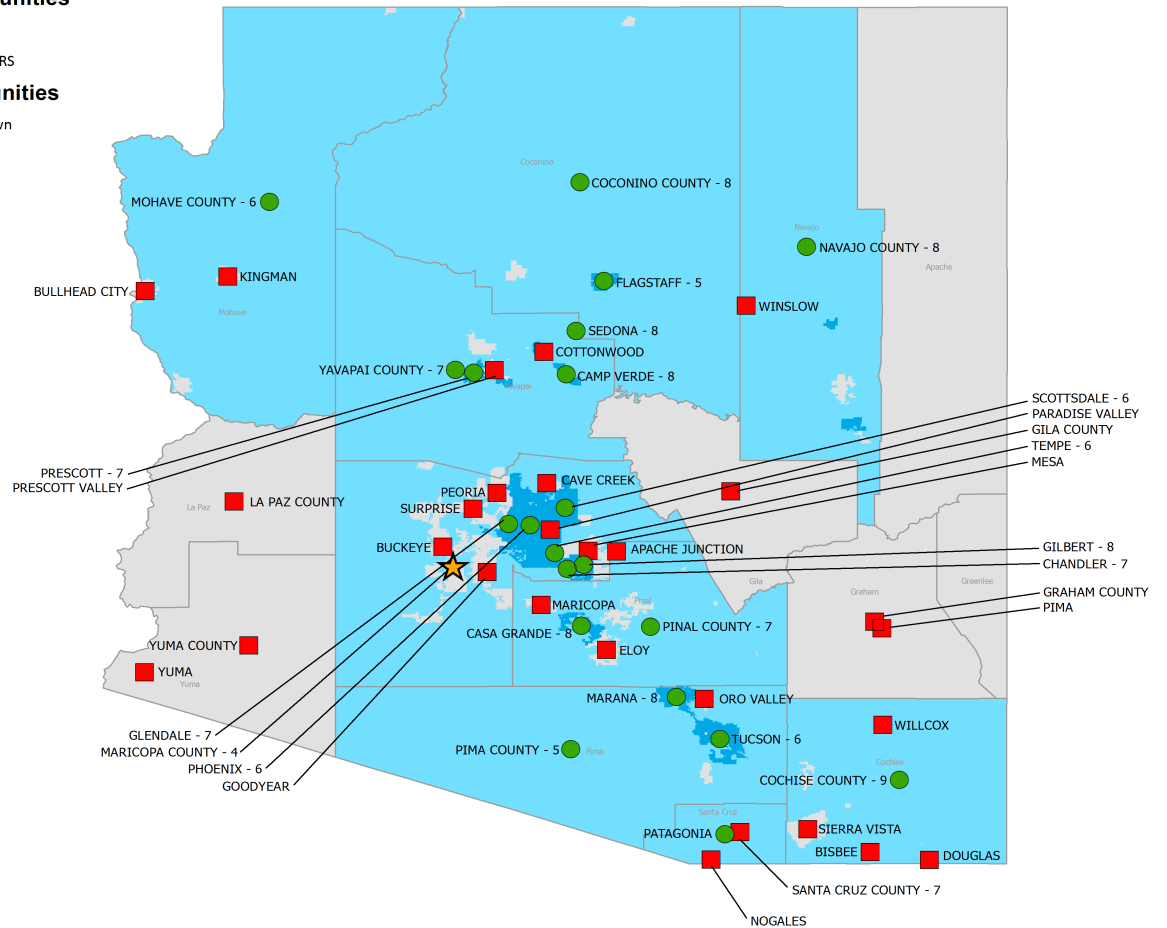 unities
RS
unities
wn
Coconino
COCONINO COUNTY - 8
MOHAVE COUNTY - 6
Navajo
NAVAJO COUNTY - 8
Apache
KINGMAN
BULLHEAD CITY
FLAGSTAFF - 5
Mohave
WINSLOW
SEDONA - 8
COTTONWOOD
YAVAPAI COUNTY - 7
CAMP VERDE - 8
Yavapai
SCOTTSDALE - 6
PARADISE VALLEY
GILA COUNTY
TEMPE - 6
MESA
PRESCOTT - 7
PRESCOTT VALLEY
CAVE CREEK
PEORIA
LA PAZ COUNTY
La Paz
SURPRISE
BUCKEYE
APACHE JUNCTION
GILBERT - 8
CHANDLER - 7
Gila
Greenlee
Graham
GRAHAM COUNTY
PIMA
Pinal
MARICOPA
CASA GRANDE - 8
PINAL COUNTY - 7
YUMA COUNTY
ELOY
YUMA
Yuma
MARANA - 8
ORO VALLEY
WILLCOX
GLENDALE - 7
MARICOPA COUNTY - 4
PHOENIX - 6
GOODYEAR
TUCSON - 6
PIMA COUNTY - 5
Pima
Cochise
COCHISE COUNTY - 9
Santa Cruz
PATAGONIA
SIERRA VISTA
BISBEE
DOUGLAS
SANTA CRUZ COUNTY - 7
NOGALES